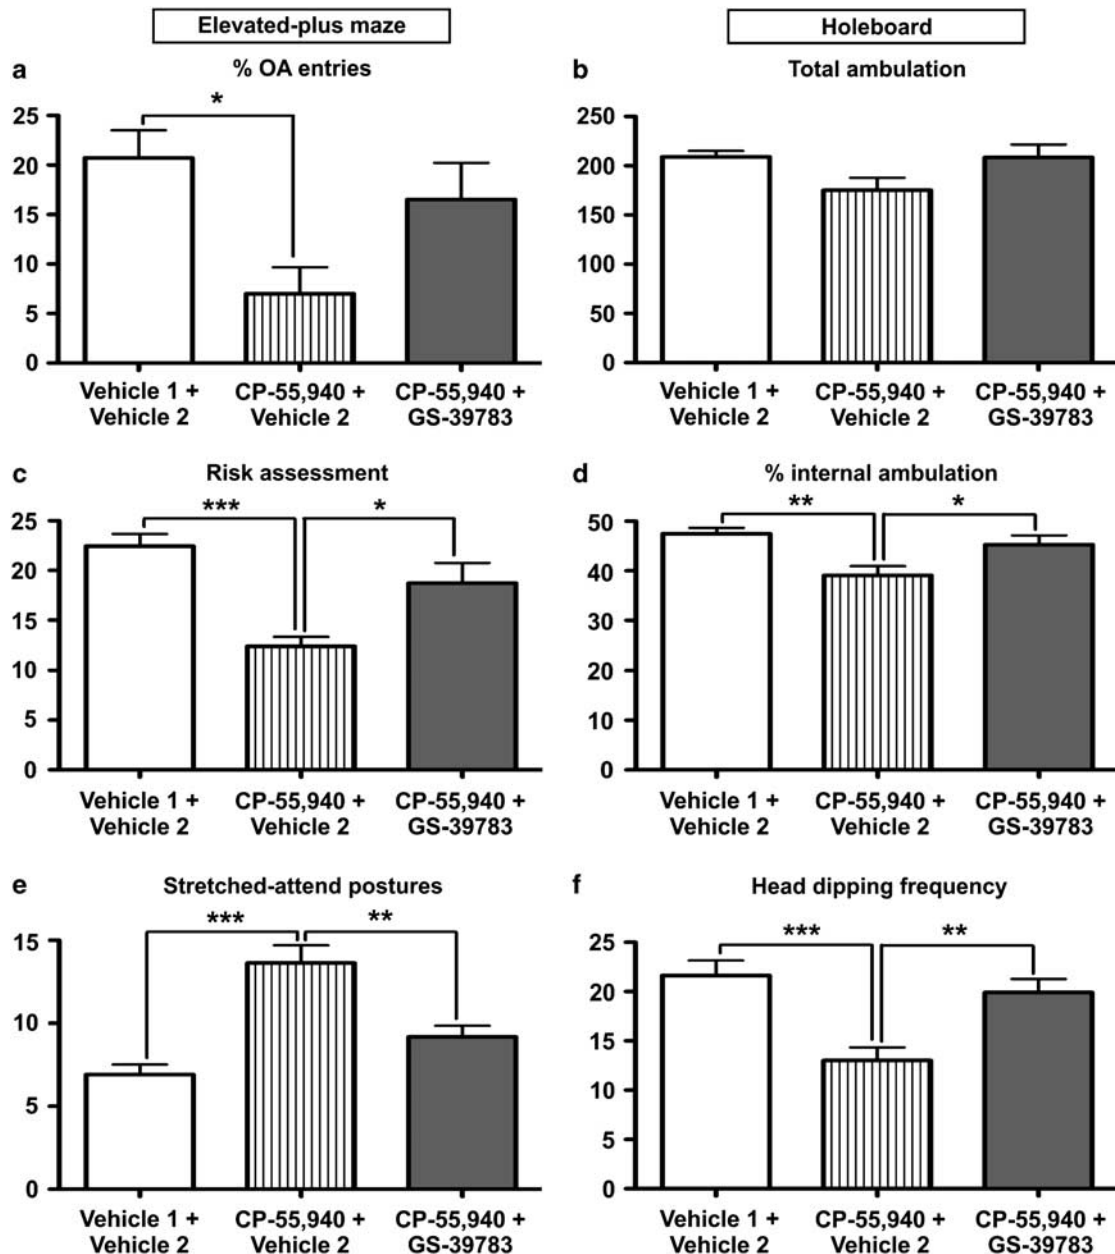 Elevated-plus maze
Holeboard
a
% OA entries
*
25
20
15
10
5
0
Vehicle 1 +
Vehicle 2
CP-55,940 +
Vehicle 2
CP-55,940 +
GS-39783
b
Total ambulation
250
200
150
100
50
0
Vehicle 1 +
Vehicle 2
CP-55,940 +
Vehicle 2
CP-55,940 +
GS-39783
c
Risk assessment
*** *
25
20
15
10
5
0
Vehicle 1 +
Vehicle 2
CP-55,940 +
Vehicle 2
CP-55,940 +
GS-39783
d
% internal ambulation
** *
50
40
30
20
10
0
Vehicle 1 +
Vehicle 2
CP-55,940 +
Vehicle 2
CP-55,940 +
GS-39783
e
Stretched-attend postures
*** **
15
10
5
0
Vehicle 1 +
Vehicle 2
CP-55,940 +
Vehicle 2
CP-55,940 +
GS-39783
f
Head dipping frequency
*** **
25
20
15
10
5
0
Vehicle 1 +
Vehicle 2
CP-55,940 +
Vehicle 2
CP-55,940 +
GS-39783